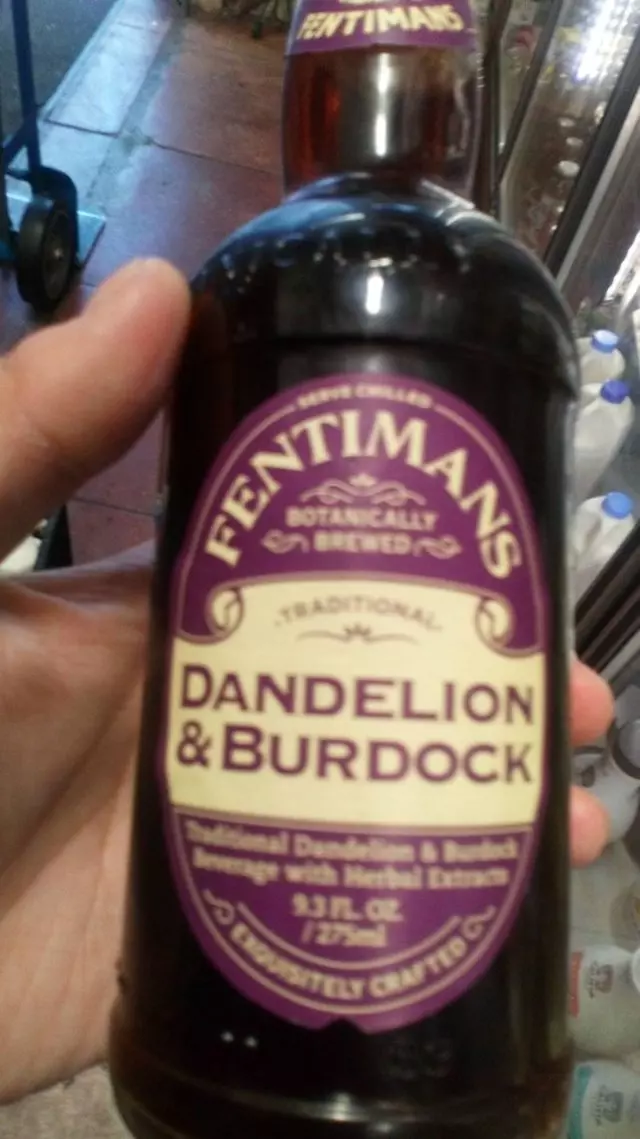 FENTIMANS
SERVE CHILLED
FENTIMANS
BOTANICALLY
BREWED
TRADITIONAL
DANDELION
& BURDOCK
Traditional Dandelion & Burdock
Beverage with Herbal Extracts
9.3 FL. OZ.
/ 275ml
EXQUISITELY CRAFTED